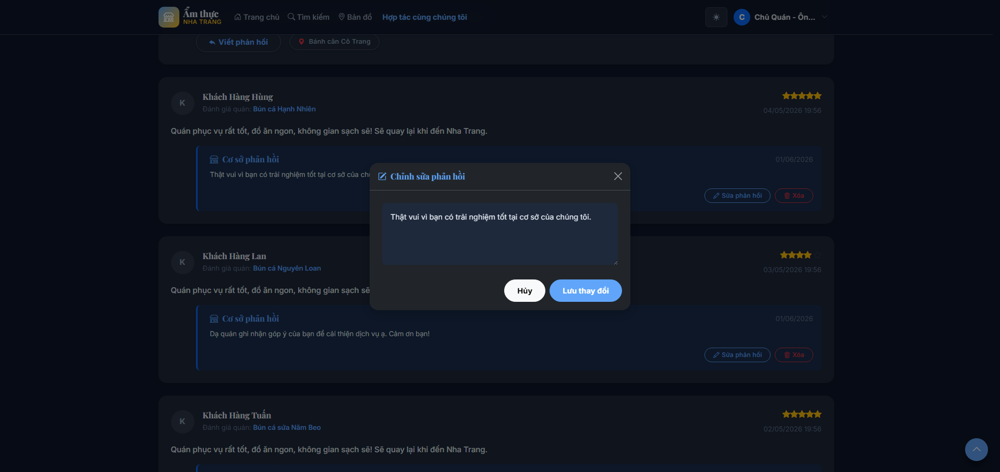 Ẩm thực
NHA TRANG
Trang chủ
Tìm kiếm
Bản đồ
Hợp tác cùng chúng tôi
C
Chủ Quán - Ôn...
Viết phản hồi
Bánh căn Cô Trang
K
Khách Hàng Hùng
Đánh giá quán: Bún cá Hạnh Nhiên
04/05/2026 19:56
Quán phục vụ rất tốt, đồ ăn ngon, không gian sạch sẽ! Sẽ quay lại khi đến Nha Trang.
Cơ sở phản hồi
01/06/2026
Thật vui vì bạn có trải nghiệm tốt tại cơ sở của
Sửa phản hồi
Xóa
Chỉnh sửa phản hồi
Thật vui vì bạn có trải nghiệm tốt tại cơ sở của chúng tôi.
Hủy
Lưu thay đổi
K
Khách Hàng Lan
Đánh giá quán: Bún cá Nguyên Loan
03/05/2026 19:56
Quán phục vụ rất tốt, đồ ăn ngon, không gian sạch sẽ
Cơ sở phản hồi
01/06/2026
Dạ quán ghi nhận góp ý của bạn để cải thiện dịch vụ ạ. Cảm ơn bạn!
Sửa phản hồi
Xóa
K
Khách Hàng Tuấn
Đánh giá quán: Bún cá sứa Năm Beo
02/05/2026 19:56
Quán phục vụ rất tốt, đồ ăn ngon, không gian sạch sẽ! Sẽ quay lại khi đến Nha Trang.